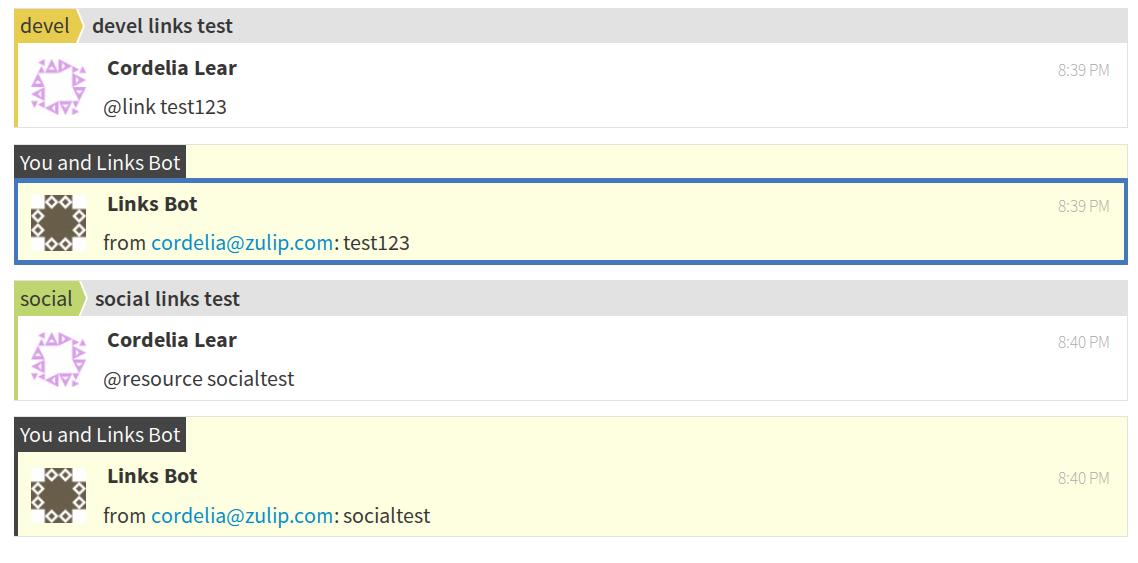 devel devel links test
Cordelia Lear 8:39 PM
@link test123
You and Links Bot
Links Bot 8:39 PM
from cordelia@zulip.com: test123
social social links test
Cordelia Lear 8:40 PM
@resource socialtest
You and Links Bot
Links Bot 8:40 PM
from cordelia@zulip.com: socialtest